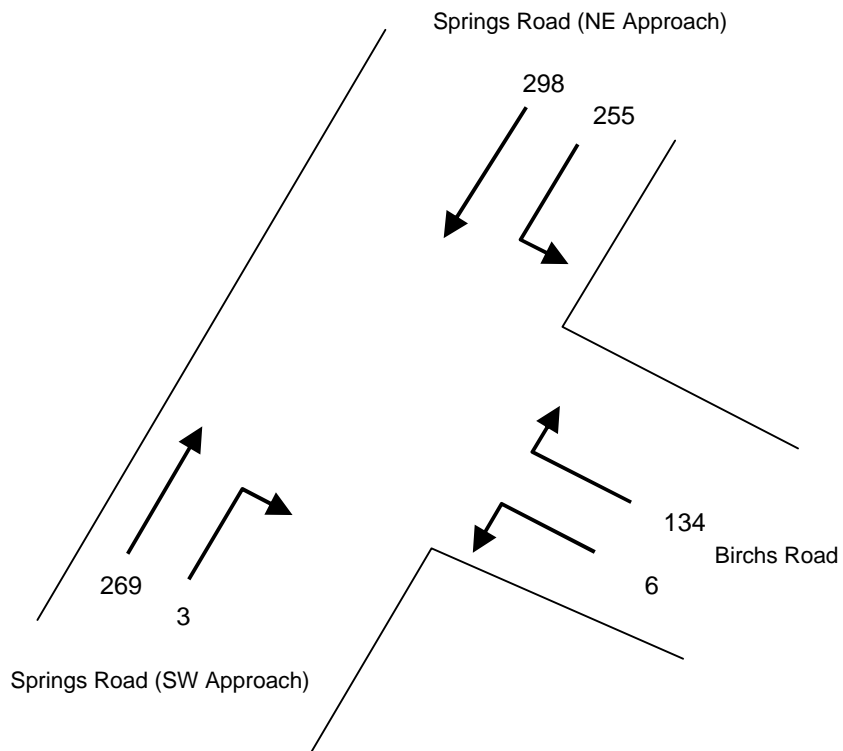 Springs Road (NE Approach)
298
255
134
Birchs Road
6
269
3
Springs Road (SW Approach)